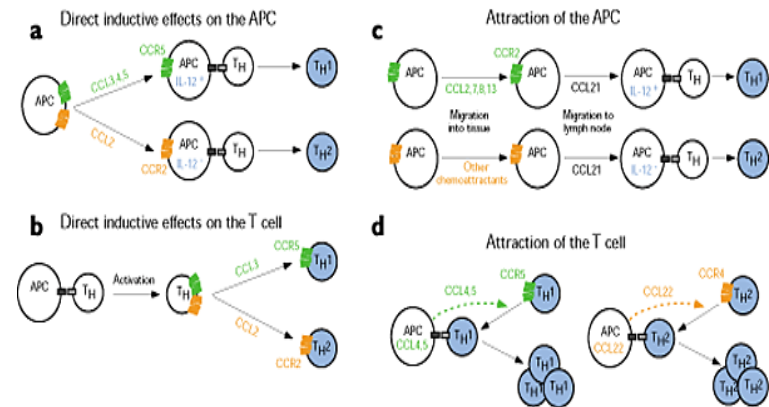 a Direct inductive effects on the APC
CCR5
CCL3,4,5
APC
IL-12 +
TH
TH1
APC
CCL2
APC
IL-12 -
TH
TH2
CCR2
b Direct inductive effects on the T cell
APC
TH
Activation
TH
CCL3
CCR5
TH1
CCL2
CCR2
TH2
c Attraction of the APC
CCR2
APC
CCL2,7,8,13
APC
CCL21
APC
IL-12 +
TH
TH1
Migration
into tissue
Migration to
lymph node
APC
Other
chemoattractants
APC
CCL21
APC
IL-12 -
TH
TH2
d Attraction of the T cell
CCL4,5
CCR5
TH1
APC
CCL4,5
TH1
TH1
TH1
TH1
CCL22
CCR4
TH2
APC
CCL22
TH2
TH2
TH2
TH2